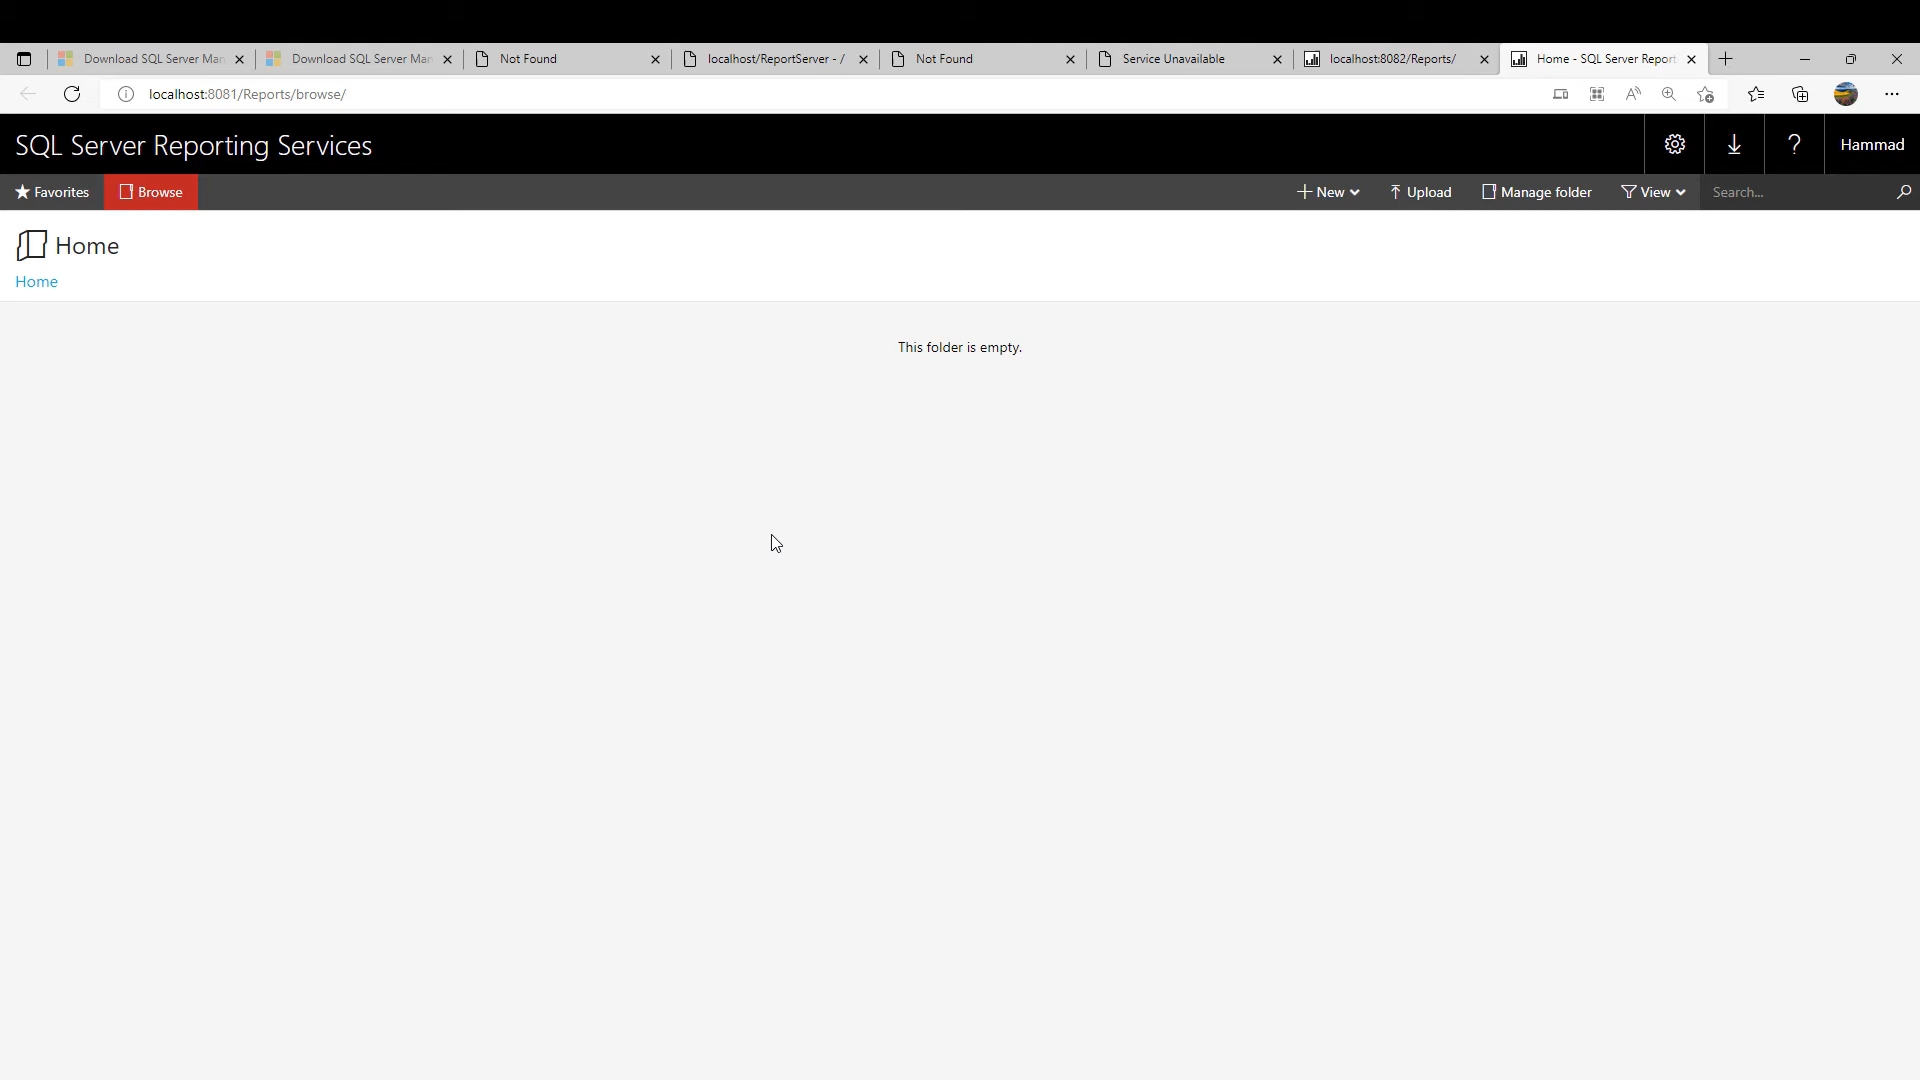 Download SQL Server Man
Download SQL Server Man
Not Found
localhost/ReportServer - /
Not Found
Service Unavailable
localhost:8082/Reports/
Home - SQL Server Report
localhost:8081/Reports/browse/
SQL Server Reporting Services
? Hammad
Favorites
Browse
New
Upload
Manage folder
View
Search...
Home
Home
This folder is empty.